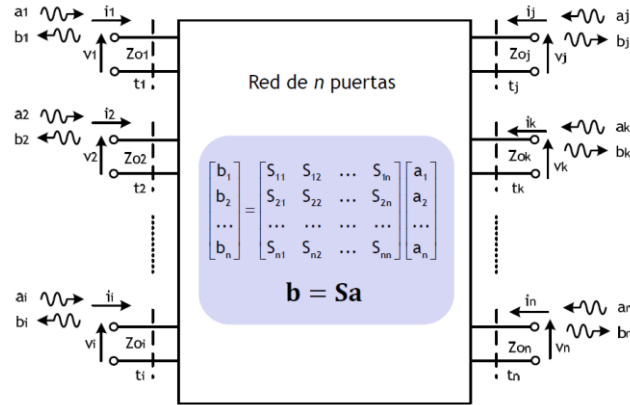 a1 i1
b1
v1 Zo1
t1
a2 i2
b2
v2 Zo2
t2
ai ii
bi
vi Zoi
ti
Red de n puertas
[b1] [S11 S12 ... S1n] [a1]
[b2] = [S21 S22 ... S2n] [a2]
[...] [... ... ... ...] [...]
[bn] [Sn1 Sn2 ... Snn] [an]
b = Sa
ij aj
bj
Zoj vj
tj
ik ak
bk
Zok vk
tk
in
Zon vn
tn